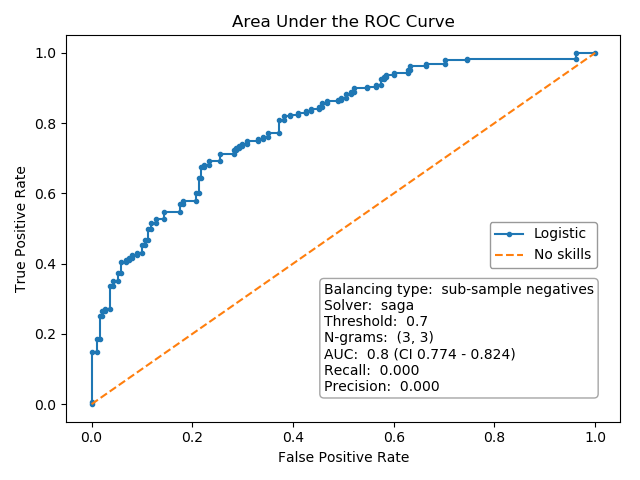 Area Under the ROC Curve
True Positive Rate
1.0
0.8
0.6
0.4
0.2
0.0
Logistic
No skills
Balancing type:  sub-sample negatives
Solver:  saga
Threshold:  0.7
N-grams:  (3, 3)
AUC:  0.8 (CI 0.774 - 0.824)
Recall:  0.000
Precision:  0.000
0.0 0.2 0.4 0.6 0.8 1.0
False Positive Rate